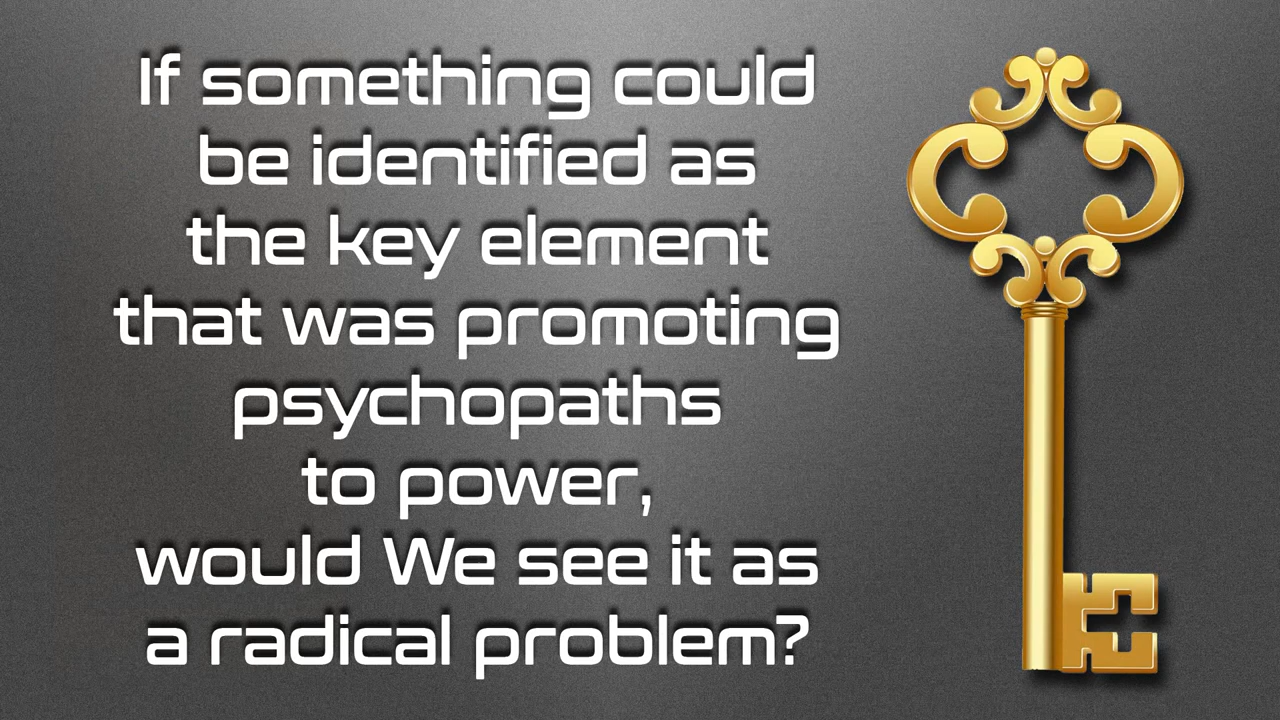 If something could
be identified as
the key element
that was promoting
psychopaths
to power,
would We see it as
a radical problem?